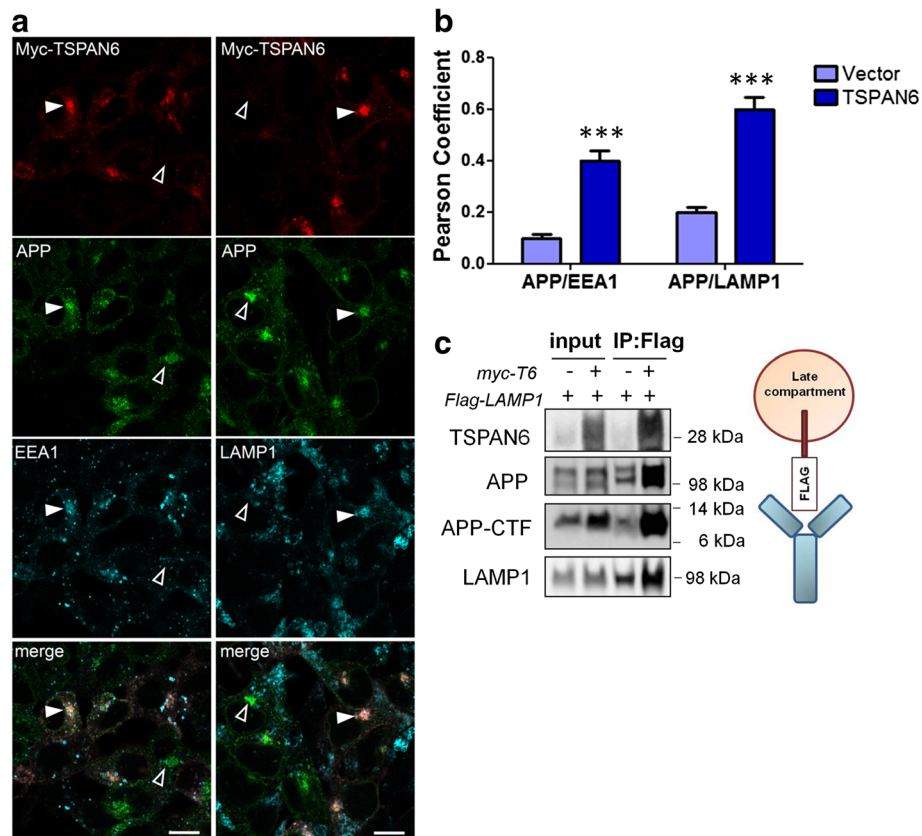 a
Myc-TSPAN6
Myc-TSPAN6
APP
APP
EEA1
LAMP1
merge
merge
b
Pearson Coefficient
0.8
0.6
0.4
0.2
0.0
***
***
APP/EEA1
APP/LAMP1
Vector
TSPAN6
c
input IP:Flag
myc-T6 - + - +
Flag-LAMP1 + + + +
TSPAN6 - 28 kDa
APP - 98 kDa
APP-CTF - 14 kDa
- 6 kDa
LAMP1 - 98 kDa
Late
compartment
FLAG